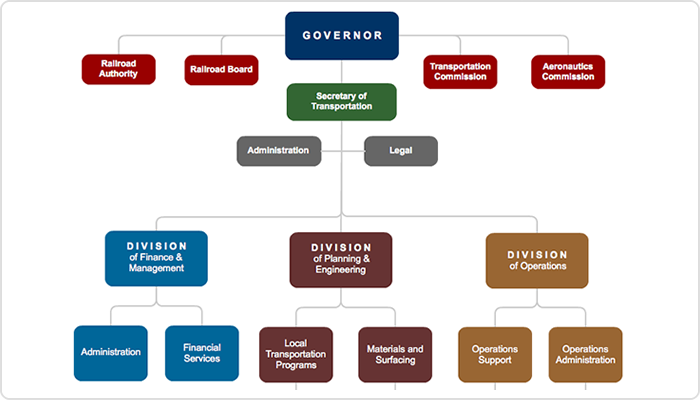 GOVERNOR
Railroad
Authority
Railroad Board
Transportation
Commission
Aeronautics
Commission
Secretary of
Transportation
Administration
Legal
DIVISION
of Finance &
Management
DIVISION
of Planning &
Engineering
DIVISION
of Operations
Administration
Financial
Services
Local
Transportation
Programs
Materials and
Surfacing
Operations
Support
Operations
Administration